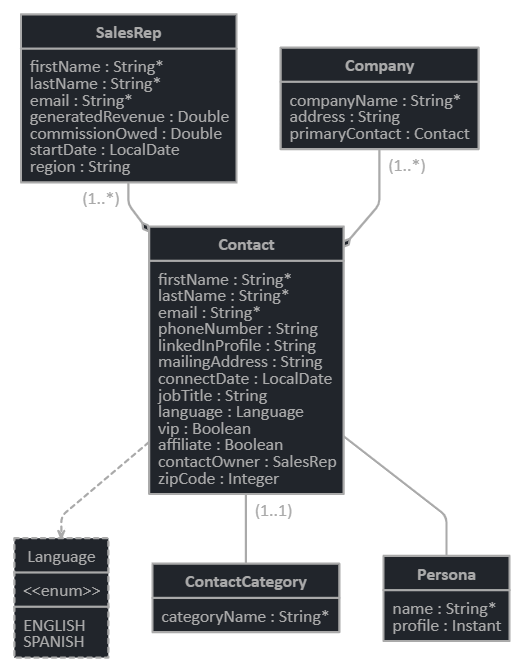 SalesRep
firstName : String*
lastName : String*
email : String*
generatedRevenue : Double
commissionOwed : Double
startDate : LocalDate
region : String
Company
companyName : String*
address : String
primaryContact : Contact
(1..*)
(1..*)
Contact
firstName : String*
lastName : String*
email : String*
phoneNumber : String
linkedInProfile : String
mailingAddress : String
connectDate : LocalDate
jobTitle : String
language : Language
vip : Boolean
affiliate : Boolean
contactOwner : SalesRep
zipCode : Integer
(1..1)
Language
<<enum>>
ENGLISH
SPANISH
ContactCategory
categoryName : String*
Persona
name : String*
profile : Instant